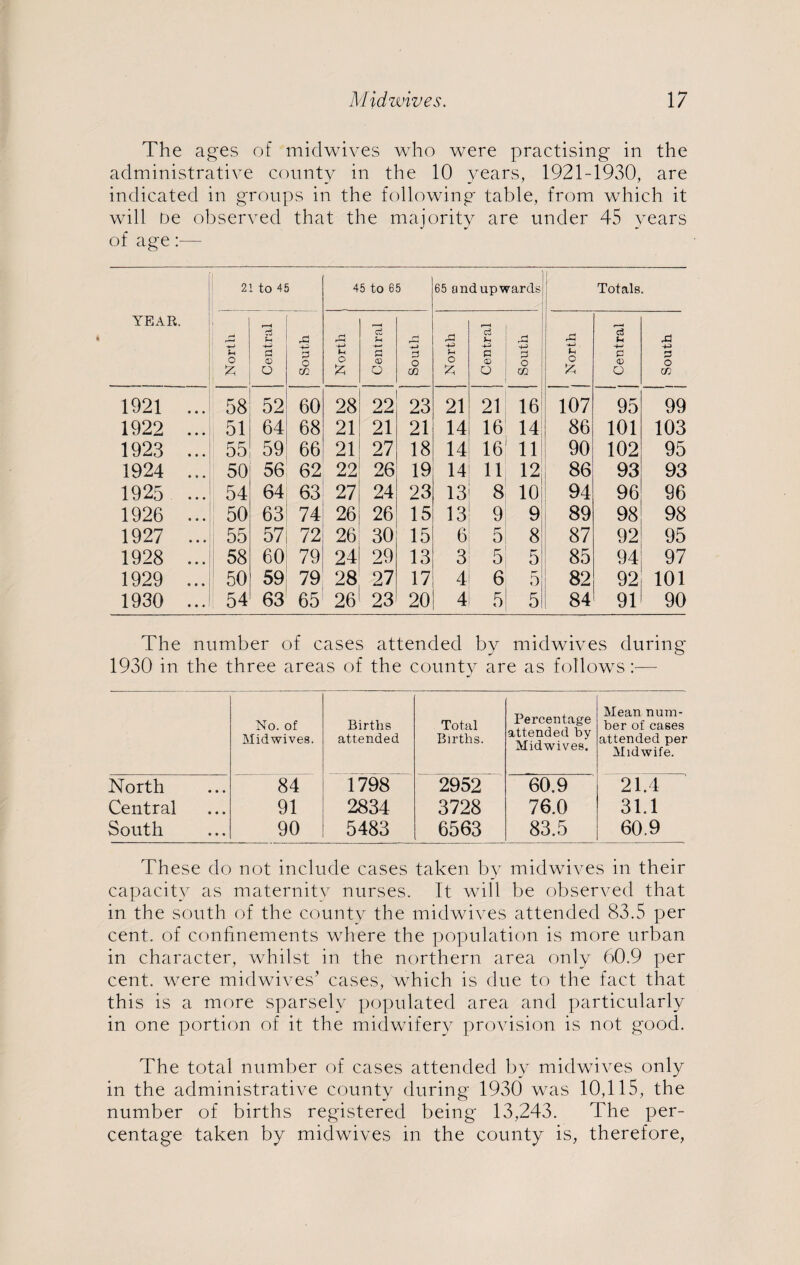 Midwives. 17
The ages of midwives who were practising in the
administrative county in the 10 years, 1921-1930, are
indicated in groups in the following table, from which it
will be observed that the majority are under 45 years
of age:—
YEAR. 21 to 45 45 to 65 65 and upwards Totals.
North Central South North Central South North Central South North Central South
1921 ... 58 52 60 28 22 23 21 21 16 107 95 99
1922 ... 51 64 68 21 21 21 14 16 14 86 101 103
1923 ... 55 59 66 21 27 18 14 16 11 90 102 95
1924 ... 50 56 62 22 26 19 14 11 12 86 93 93
1925 ... 54 64 63 27 24 23 13 8 10 94 96 96
1926 ... 50 63 74 26 26 15 13 9 9 89 98 98
1927 ... 55 57 72 26 30 15 6 5 8 87 92 95
1928 ... 58 60 79 24 29 13 3 5 5 85 94 97
1929 ... 50 59 79 28 27 17 4 6 5 82 92 101
1930 ... 54 63 65 26 23 20 4 5 5 84 91 90
The number of cases attended by midwives during
1930 in the three areas of the county are as follows:—
No. of Midwives. Births attended Total Births. Percentage attended by Midwives. Mean number of cases attended per Midwife.
North ... 84 1798 2952 60.9 21.4
Central ... 91 2834 3728 76.0 31.1
South ... 90 5483 6563 83.5 60.9
These do not include cases taken by midwives in their
capacity as maternity nurses. It will be observed that
in the south of the county the midwives attended 83.5 per
cent. of confinements where the population is more urban
in character, whilst in the northern area only 60.9 per
cent. were midwives' cases, which is due to the fact that
this is a more sparsely populated area and particularly
in one portion of it the midwifery provision is not good.
The total number of cases attended by midwives only
in the administrative county during 1930 was 10,115, the
number of births registered being 13,243. The per-
centage taken by midwives in the county is, therefore,